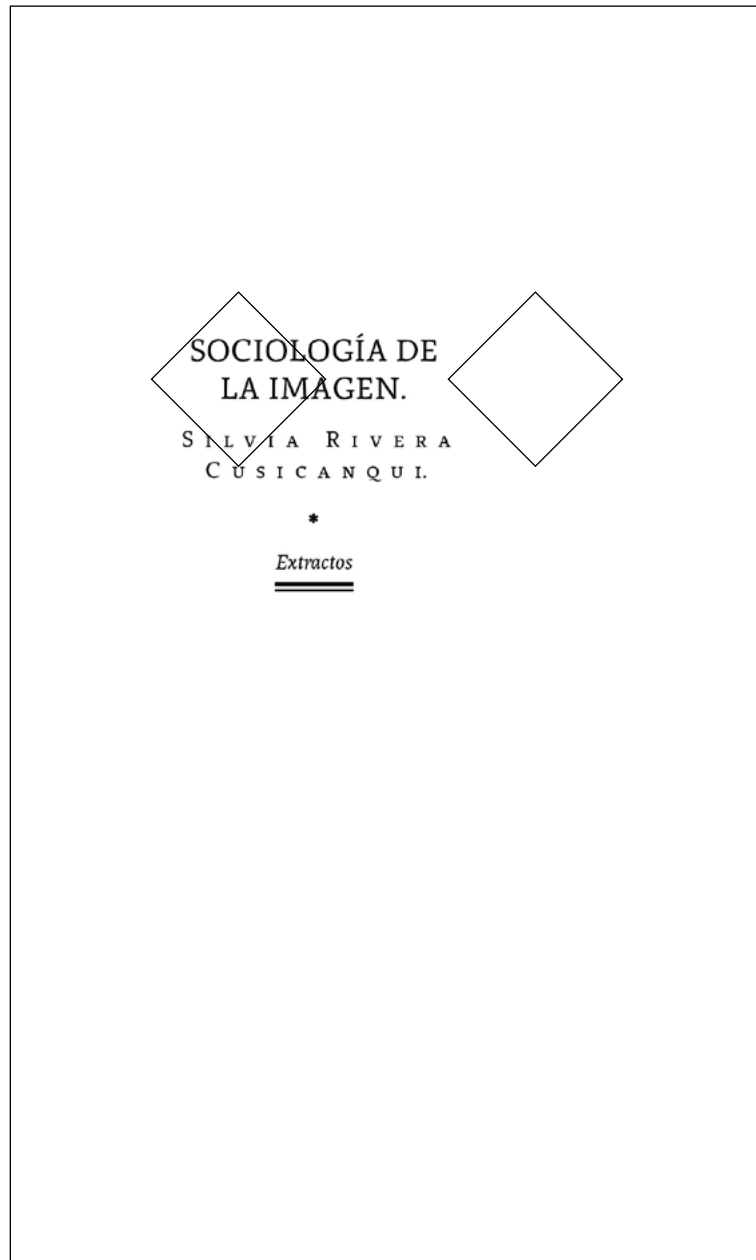 SOCIOLOGÍA DE
LA IMAGEN.
SILVIA RIVERA
CUSICANQUI.
*
Extractos